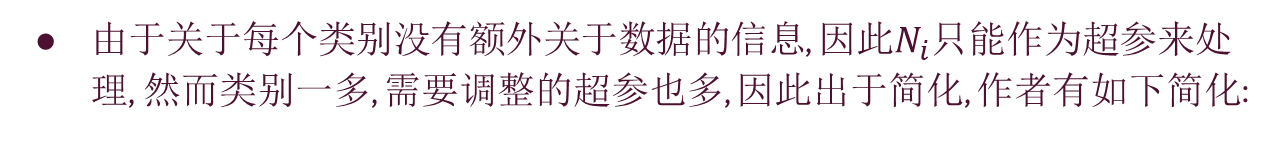 ● 由于关于每个类别没有额外关于数据的信息,因此𝑁𝑖只能作为超参来处
理,然而类别一多,需要调整的超参也多,因此出于简化,作者有如下简化: